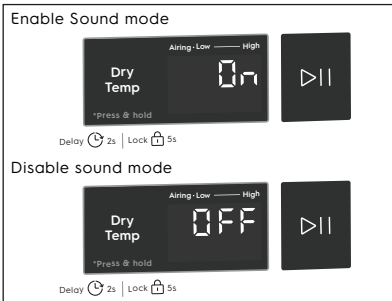 Enable Sound mode
Airing · Low High
Dry
Temp
On
*Press & hold
Delay 2s | Lock 5s
Disable sound mode
Airing · Low High
Dry
Temp
OFF
*Press & hold
Delay 2s | Lock 5s